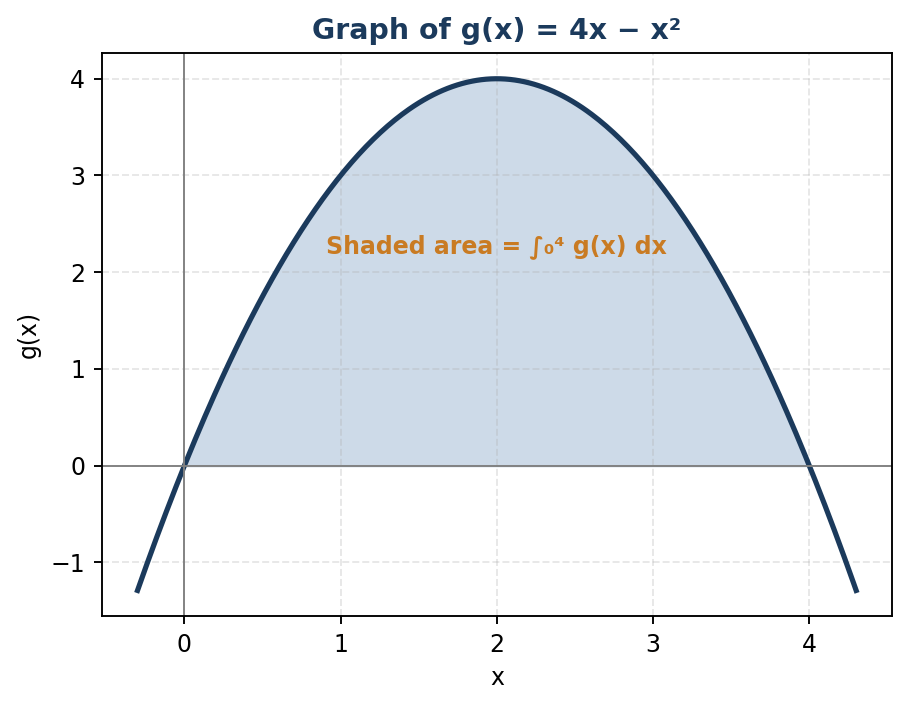 Graph of g(x) = 4x − x²
4
3
Shaded area = ∫₀⁴ g(x) dx
2
g(x)
1
0
−1
0 1 2 3 4
x